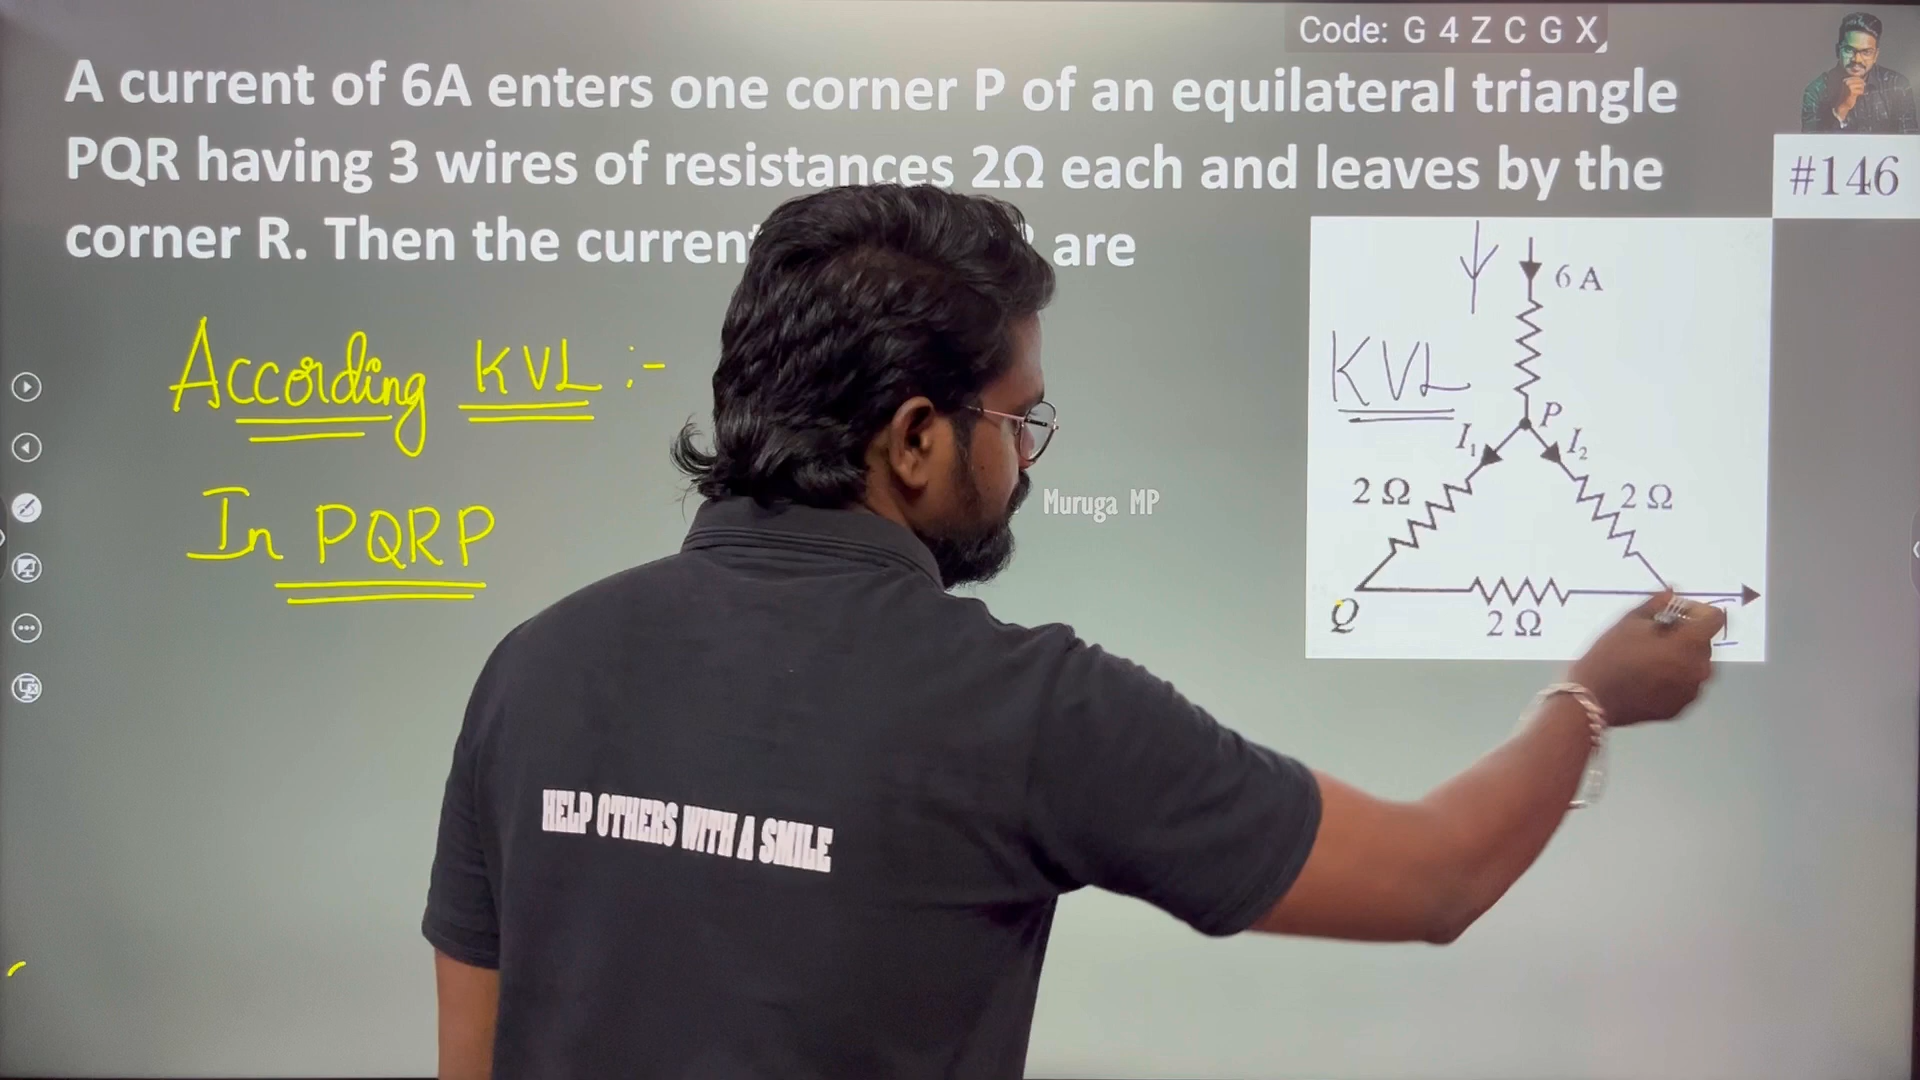 Code: G 4 Z C G X
A current of 6A enters one corner P of an equilateral triangle
PQR having 3 wires of resistances 2Ω each and leaves by the
corner R. Then the curren are
#146
According KVL :-
In PQRP
6 A
KVL
P
I₁ I₂
2 Ω 2 Ω
Muruga MP
Q 2 Ω I
HELP OTHERS WITH A SMILE